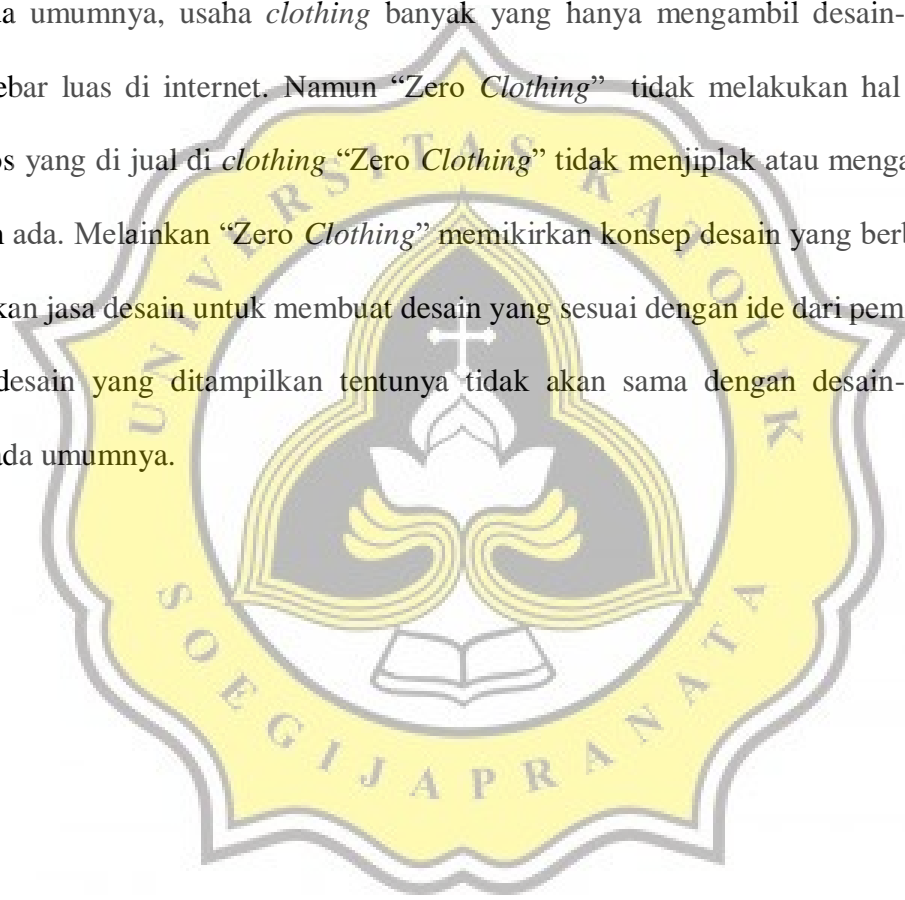 a umumnya, usaha clothing banyak yang hanya mengambil desain-
ebar luas di internet. Namun “Zero Clothing” tidak melakukan hal
os yang di jual di clothing “Zero Clothing” tidak menjiplak atau menga
n ada. Melainkan “Zero Clothing” memikirkan konsep desain yang berb
kan jasa desain untuk membuat desain yang sesuai dengan ide dari pem
desain yang ditampilkan tentunya tidak akan sama dengan desain-
ada umumnya.
UNIVERSITAS KATOLIK
SOEGIJAPRANATA